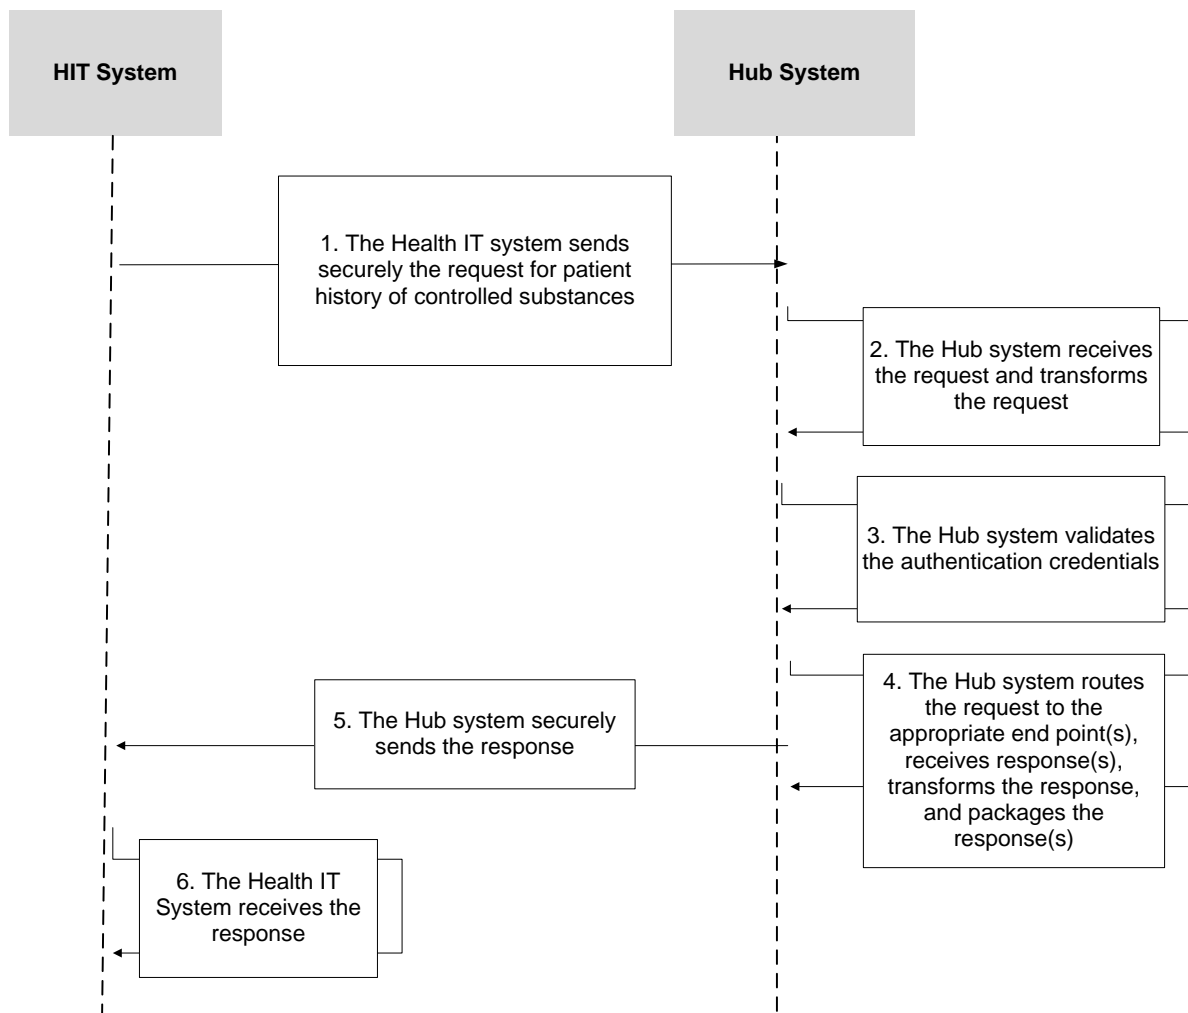 HIT System
Hub System
1. The Health IT system sends
securely the request for patient
history of controlled substances
2. The Hub system receives
the request and transforms
the request
3. The Hub system validates
the authentication credentials
4. The Hub system routes
the request to the
appropriate end point(s),
receives response(s),
transforms the response,
and packages the
response(s)
5. The Hub system securely
sends the response
6. The Health IT
System receives the
response